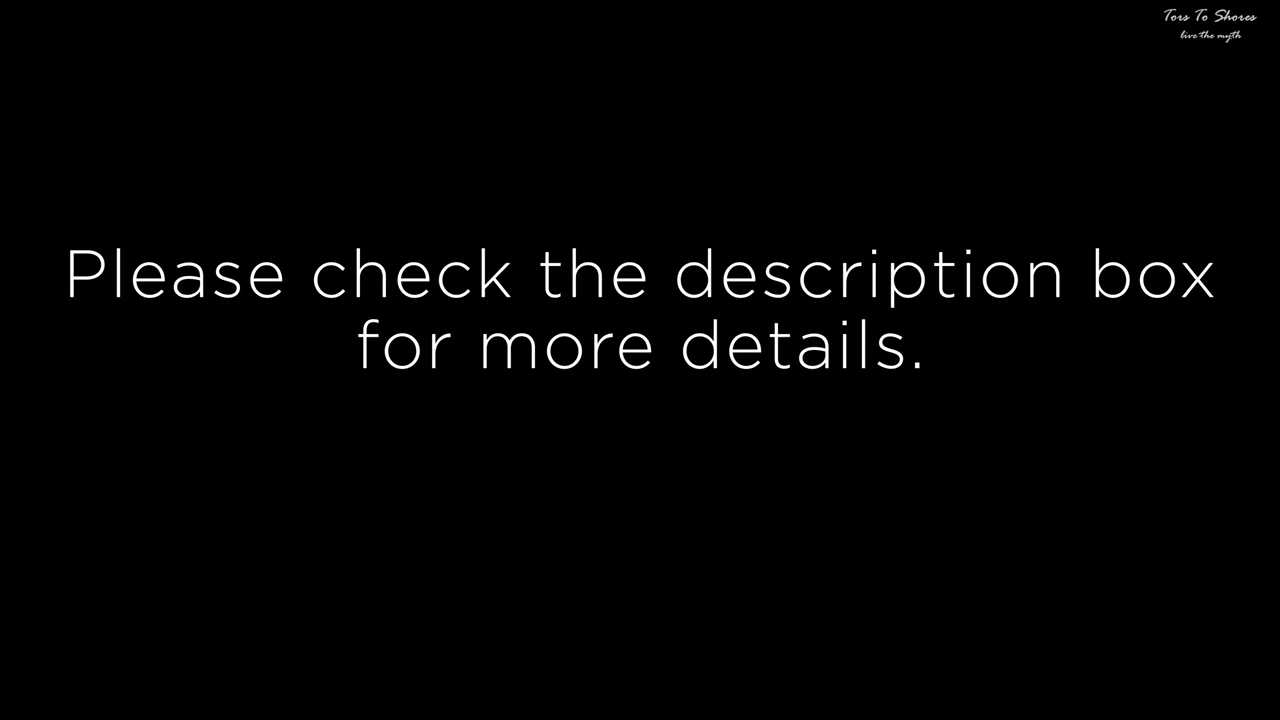 Tors To Shores
live the myth
Please check the description box
for more details.